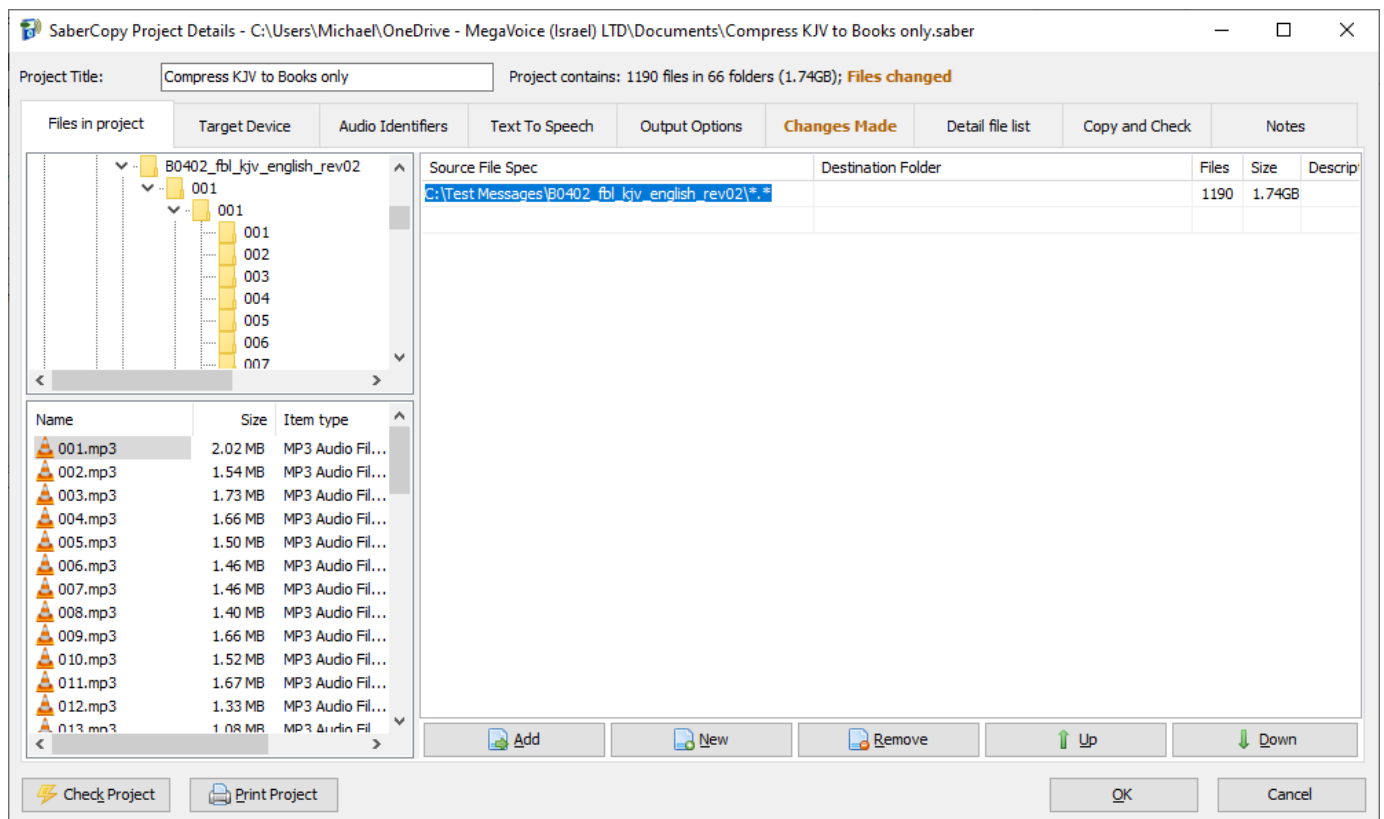 SaberCopy Project Details - C:\Users\Michael\OneDrive - MegaVoice (Israel) LTD\Documents\Compress KJV to Books only.saber
Project Title: Compress KJV to Books only Project contains: 1190 files in 66 folders (1.74GB); Files changed
Files in project Target Device Audio Identifiers Text To Speech Output Options Changes Made Detail file list Copy and Check Notes
B0402_fbl_kjv_english_rev02
001
001
001
002
003
004
005
006
007
Source File Spec Destination Folder Files Size Descript
C:\Test Messages\B0402_fbl_kjv_english_rev02\*.* 1190 1.74GB
Name Size Item type
001.mp3 2.02 MB MP3 Audio Fil...
002.mp3 1.54 MB MP3 Audio Fil...
003.mp3 1.73 MB MP3 Audio Fil...
004.mp3 1.66 MB MP3 Audio Fil...
005.mp3 1.50 MB MP3 Audio Fil...
006.mp3 1.46 MB MP3 Audio Fil...
007.mp3 1.46 MB MP3 Audio Fil...
008.mp3 1.40 MB MP3 Audio Fil...
009.mp3 1.66 MB MP3 Audio Fil...
010.mp3 1.52 MB MP3 Audio Fil...
011.mp3 1.67 MB MP3 Audio Fil...
012.mp3 1.33 MB MP3 Audio Fil...
013.mp3 1.08 MB MP3 Audio Fil
Add New Remove Up Down
Check Project Print Project OK Cancel